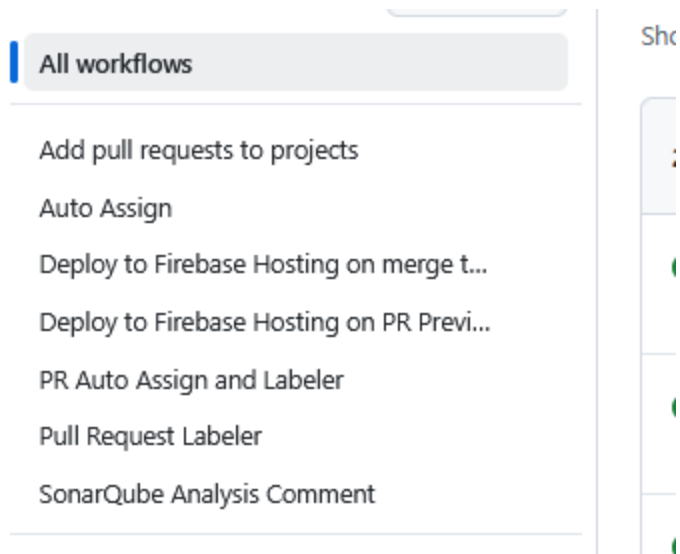 All workflows
Add pull requests to projects
Auto Assign
Deploy to Firebase Hosting on merge t...
Deploy to Firebase Hosting on PR Previ...
PR Auto Assign and Labeler
Pull Request Labeler
SonarQube Analysis Comment